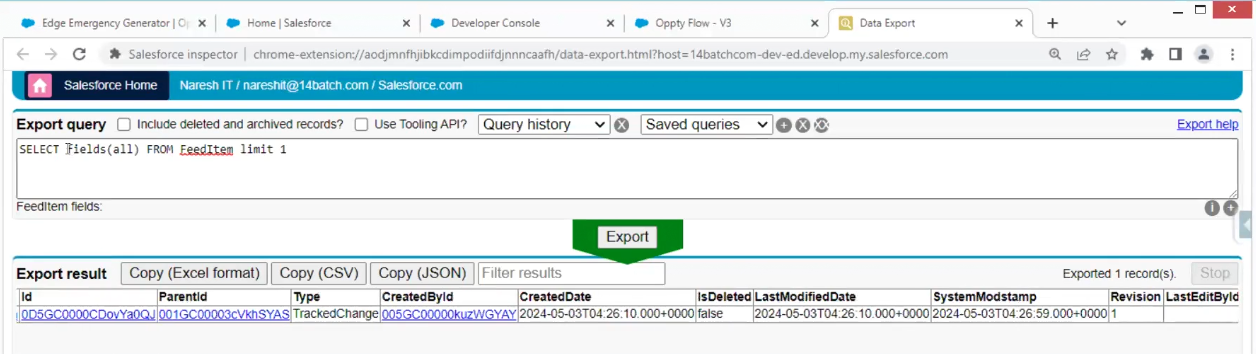 Edge Emergency Generator | Op
Home | Salesforce
Developer Console
Oppty Flow - V3
Data Export
Salesforce inspector | chrome-extension://aodjmnfhjibkcdimpodiifdjnnncaafh/data-export.html?host=14batchcom-dev-ed.develop.my.salesforce.com
Salesforce Home Naresh IT / nareshit@14batch.com / Salesforce.com
Export query Include deleted and archived records? Use Tooling API? Query history Saved queries Export help
SELECT Fields(all) FROM FeedItem limit 1
FeedItem fields:
Export
Export result Copy (Excel format) Copy (CSV) Copy (JSON) Filter results Exported 1 record(s). Stop
Id ParentId Type CreatedById CreatedDate IsDeleted LastModifiedDate SystemModstamp Revision LastEditById
0D5GC0000CDovYa0QJ 001GC00003cVkhSYAS TrackedChange 005GC00000kuzWGYAY 2024-05-03T04:26:10.000+0000 false 2024-05-03T04:26:10.000+0000 2024-05-03T04:26:59.000+0000 1